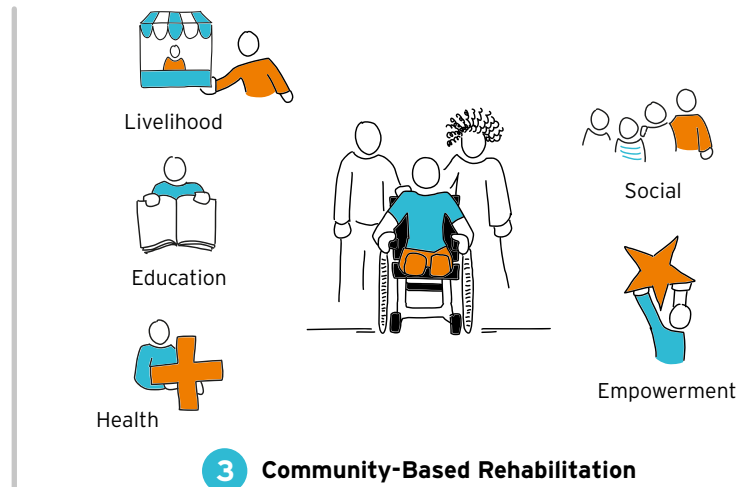 Livelihood
Education
Health
Social
Empowerment
3 Community-Based Rehabilitation